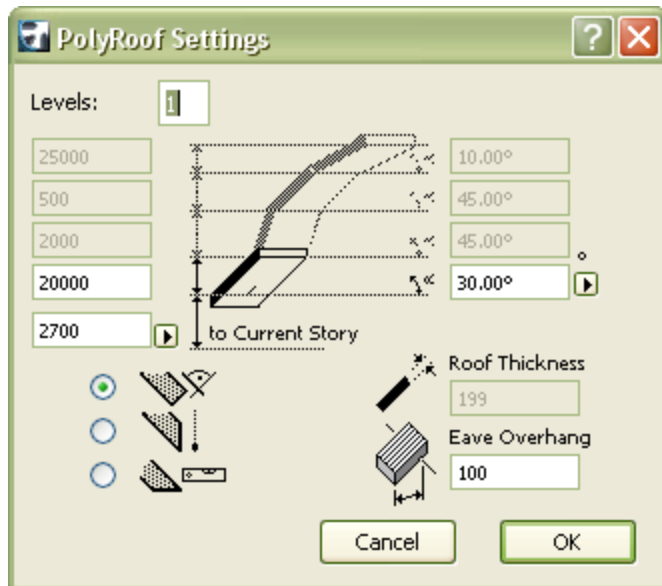 PolyRoof Settings
Levels: 1
25000 10.00°
500 45.00°
2000 45.00°
20000 30.00° °
2700 to Current Story
Roof Thickness
199
Eave Overhang
100
Cancel OK